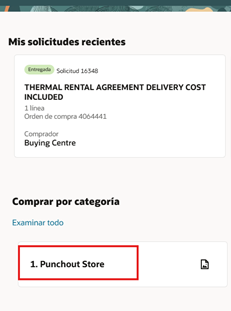 Mis solicitudes recientes
Entregada Solicitud 16348
THERMAL RENTAL AGREEMENT DELIVERY COST
INCLUDED
1 línea
Orden de compra 4064441
Comprador
Buying Centre
Comprar por categoría
Examinar todo
1. Punchout Store